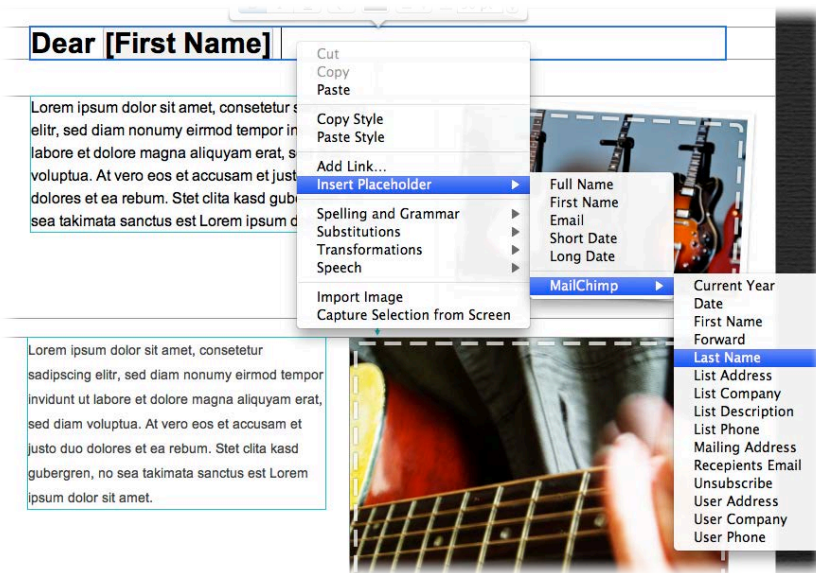 Dear [First Name]
Lorem ipsum dolor sit amet, consetetur
elitr, sed diam nonumy eirmod tempor
labore et dolore magna aliquyam erat,
voluptua. At vero eos et accusam et
dolores et ea rebum. Stet clita kasd
sea takimata sanctus est Lorem ipsum
Cut
Copy
Paste
Copy Style
Paste Style
Add Link...
Insert Placeholder
Spelling and Grammar
Substitutions
Transformations
Speech
Import Image
Capture Selection from Screen
Full Name
First Name
Email
Short Date
Long Date
MailChimp
Current Year
Date
First Name
Forward
Last Name
List Address
List Company
List Description
List Phone
Mailing Address
Recepients Email
Unsubscribe
User Address
User Company
User Phone
Lorem ipsum dolor sit amet, consetetur
sadipscing elitr, sed diam nonumy eirmod tempor
invidunt ut labore et dolore magna aliquyam erat,
sed diam voluptua. At vero eos et accusam et
justo duo dolores et ea rebum. Stet clita kasd
gubergren, no sea takimata sanctus est Lorem
ipsum dolor sit amet.